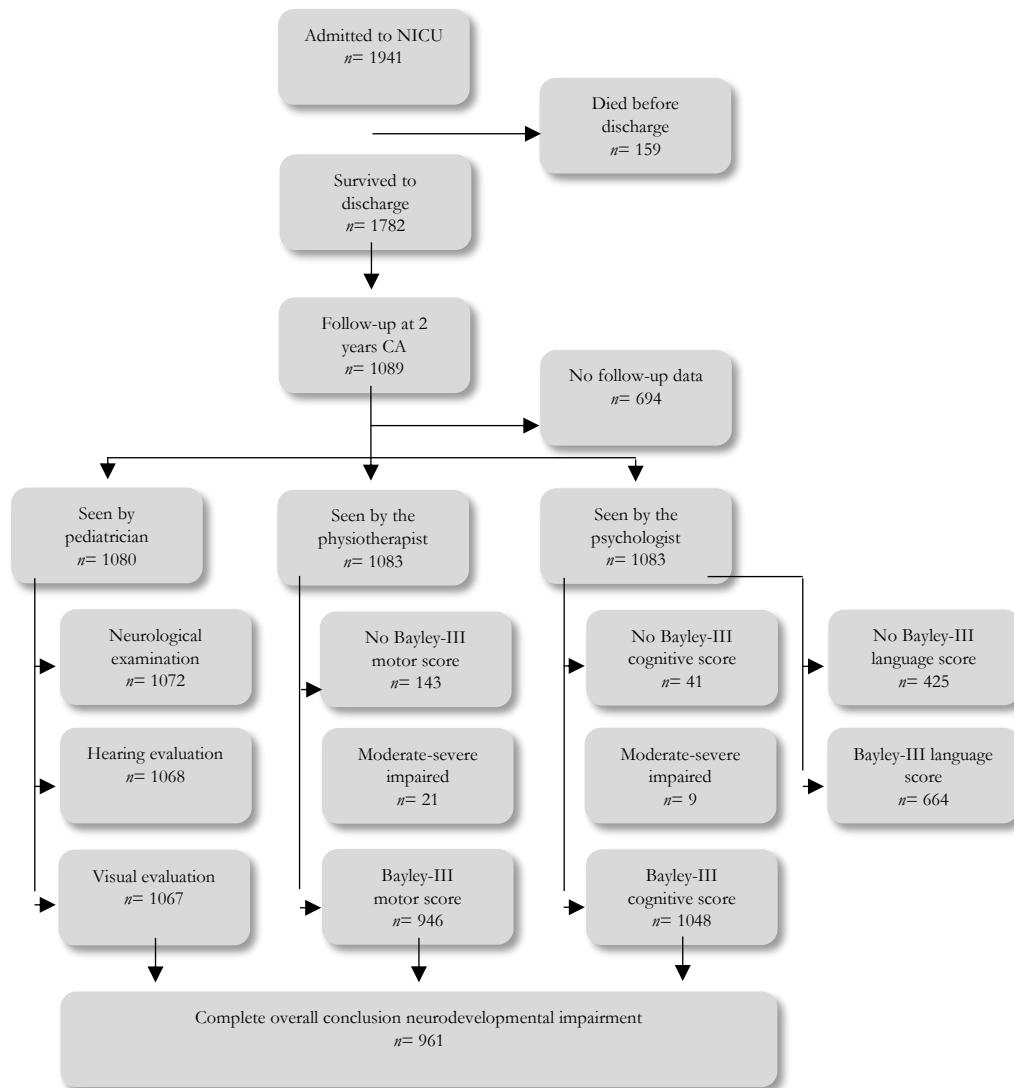 Admitted to NICU
n= 1941
Died before
discharge
n= 159
Survived to
discharge
n= 1782
Follow-up at 2
years CA
n= 1089
No follow-up data
n= 694
Seen by
pediatrician
n= 1080
Seen by the
physiotherapist
n= 1083
Seen by the
psychologist
n= 1083
Neurological
examination
n= 1072
No Bayley-III
motor score
n= 143
No Bayley-III
cognitive score
n= 41
No Bayley-III
language score
n= 425
Hearing evaluation
n= 1068
Moderate-severe
impaired
n= 21
Moderate-severe
impaired
n= 9
Bayley-III language
score
n= 664
Visual evaluation
n= 1067
Bayley-III
motor score
n= 946
Bayley-III
cognitive score
n= 1048
Complete overall conclusion neurodevelopmental impairment
n= 961